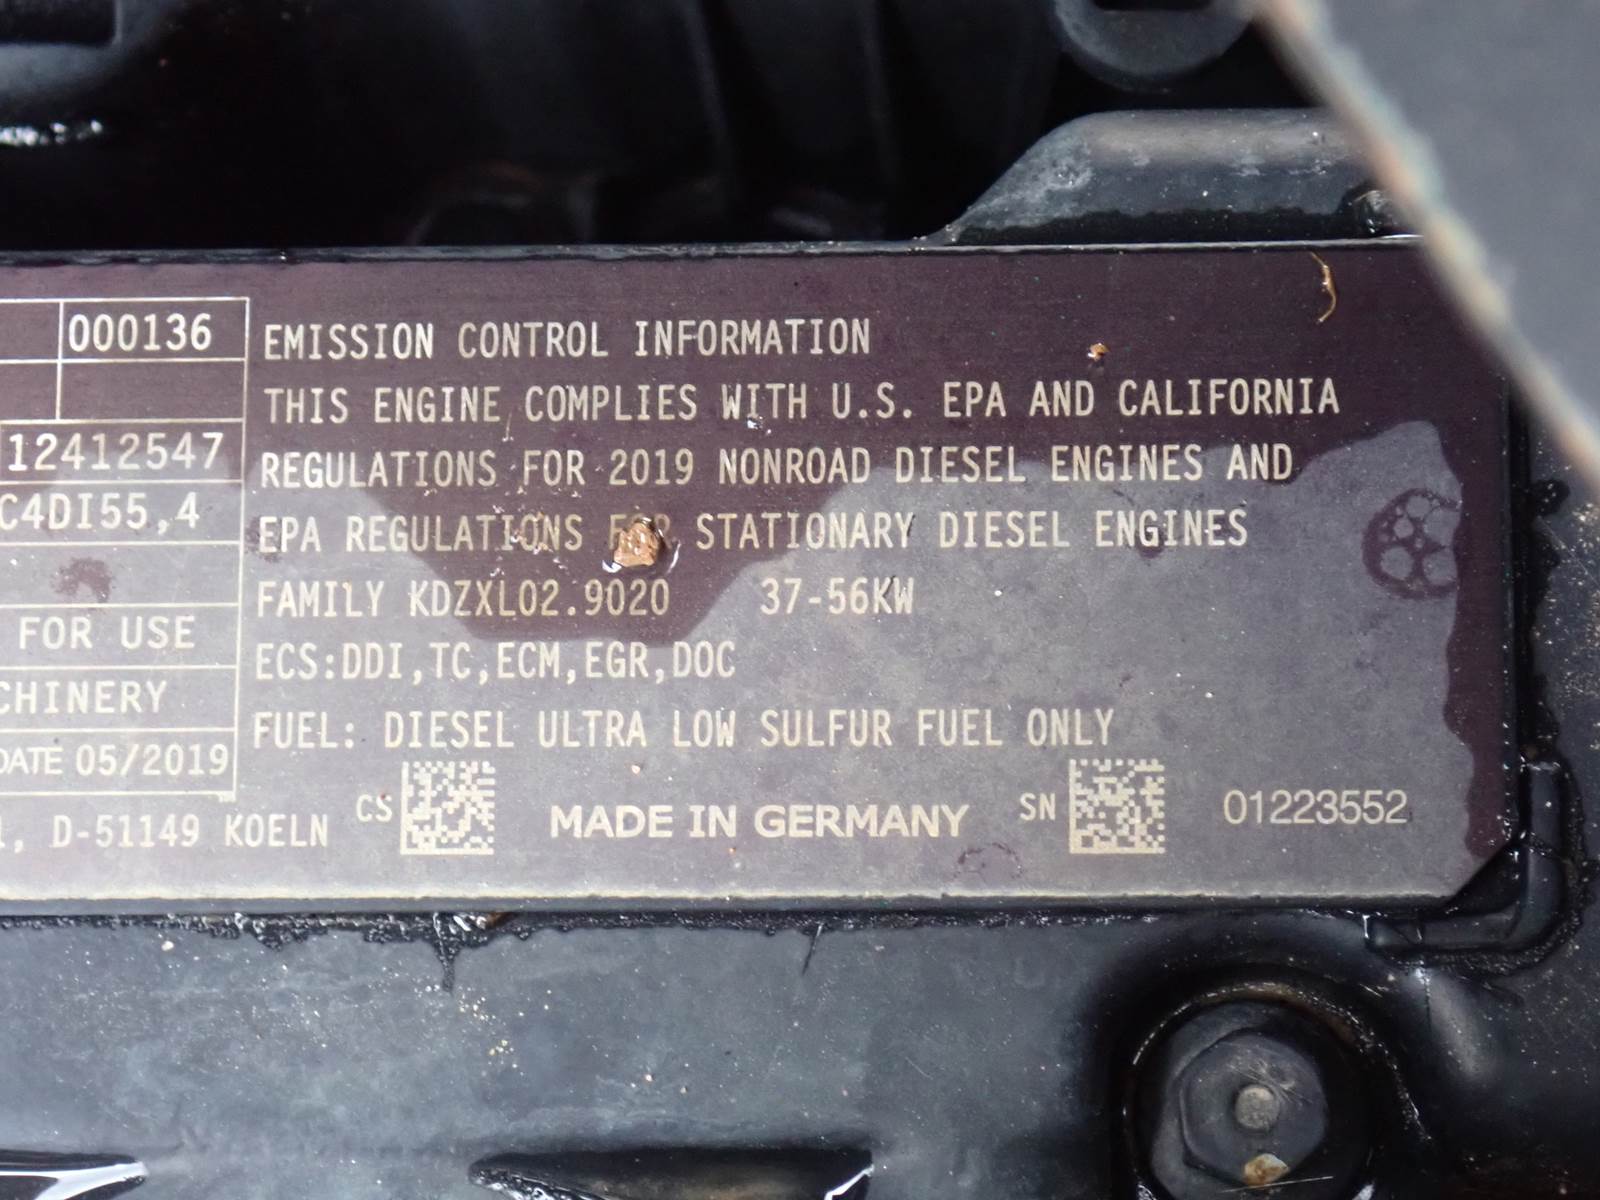 000136
12412547
C4DI55,4
FOR USE
CHINERY
DATE 05/2019
1, D-51149 KOELN
EMISSION CONTROL INFORMATION
THIS ENGINE COMPLIES WITH U.S. EPA AND CALIFORNIA
REGULATIONS FOR 2019 NONROAD DIESEL ENGINES AND
EPA REGULATIONS FOR STATIONARY DIESEL ENGINES
FAMILY KDZXL02.9020 37-56KW
ECS:DDI,TC,ECM,EGR,DOC
FUEL: DIESEL ULTRA LOW SULFUR FUEL ONLY
CS MADE IN GERMANY SN 01223552